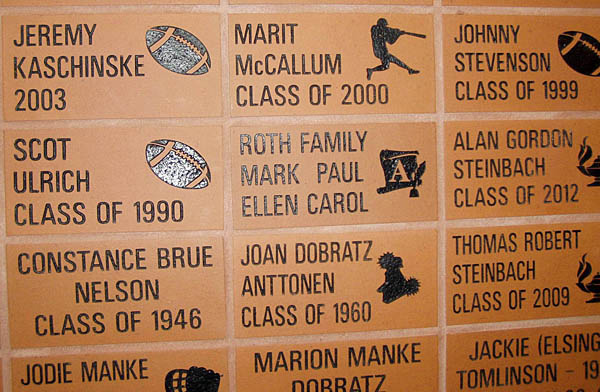 JEREMY
KASCHINSKE
2003
MARIT
McCALLUM
CLASS OF 2000
JOHNNY
STEVENSON
CLASS OF 1999
SCOT
ULRICH
CLASS OF 1990
ROTH FAMILY
MARK PAUL
ELLEN CAROL
A
ALAN GORDON
STEINBACH
CLASS OF 2012
CONSTANCE BRUE
NELSON
CLASS OF 1946
JOAN DOBRATZ
ANTTONEN
CLASS OF 1960
THOMAS ROBERT
STEINBACH
CLASS OF 2009
JODIE MANKE
MARION MANKE
DOBRATZ
JACKIE (ELSING
TOMLINSON - 19